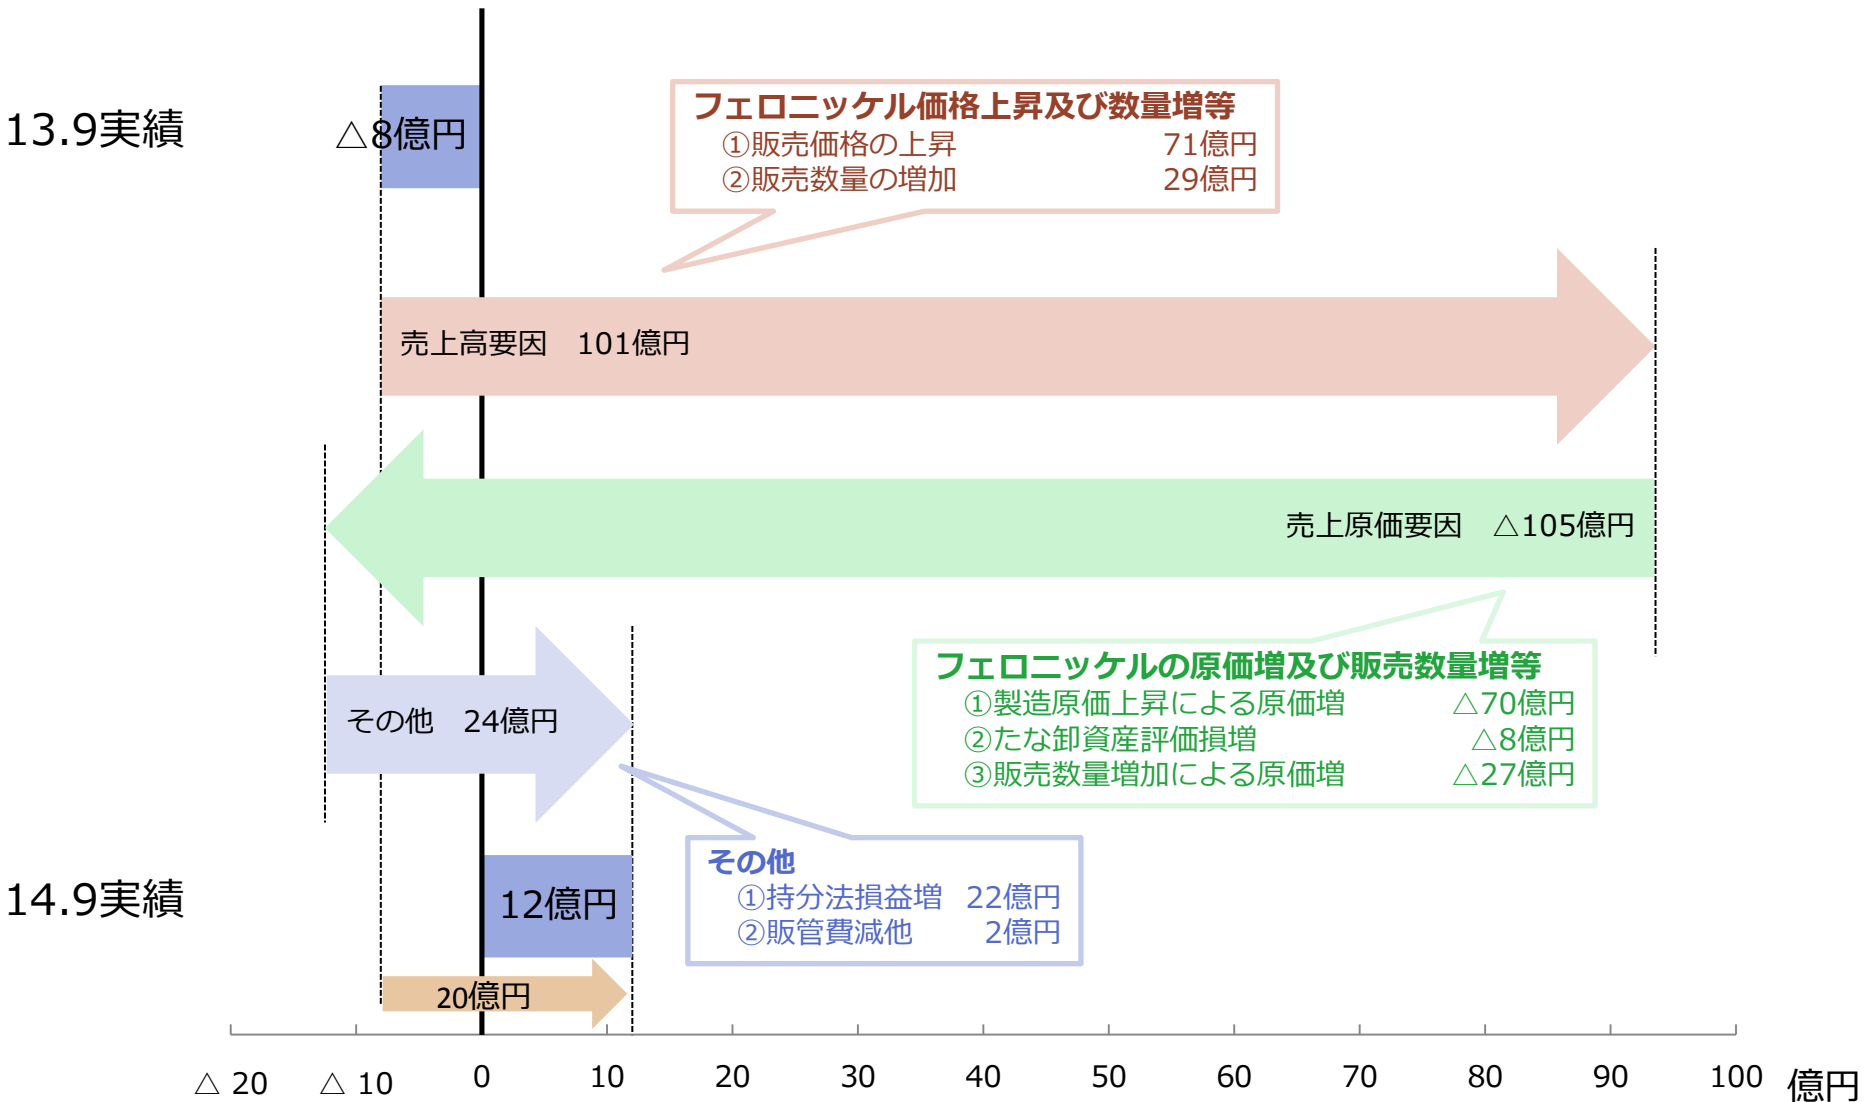 13.9実績
△8億円
フェロニッケル価格上昇及び数量増等
①販売価格の上昇 71億円
②販売数量の増加 29億円
売上高要因 101億円
売上原価要因 △105億円
フェロニッケルの原価増及び販売数量増等
①製造原価上昇による原価増 △70億円
②たな卸資産評価損増 △8億円
③販売数量増加による原価増 △27億円
その他 24億円
その他
①持分法損益増 22億円
②販管費減他 2億円
14.9実績
12億円
20億円
△ 20 △ 10 0 10 20 30 40 50 60 70 80 90 100 億円